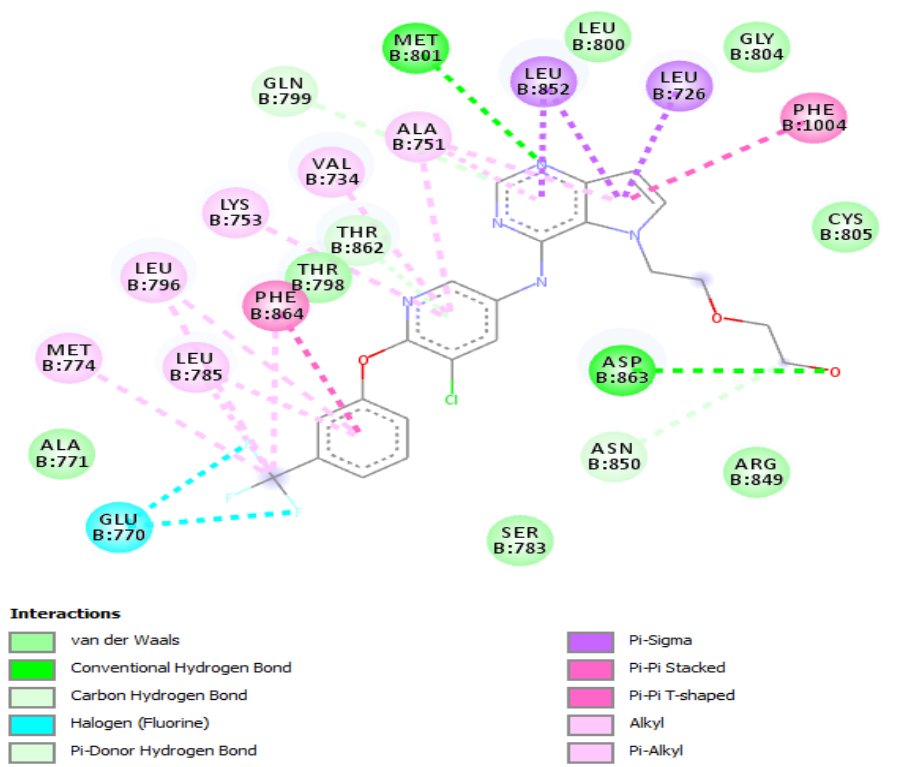 LEU
B:800
MET
B:801
GLY
B:804
LEU
B:852
LEU
B:726
GLN
B:799
PHE
B:1004
ALA
B:751
VAL
B:734
N
LYS
B:753
N
CYS
B:805
THR
B:862
N
THR
B:798
LEU
B:796
N
PHE
B:864
N
O
MET
B:774
LEU
B:785
O
ASP
B:863
O
Cl
ALA
B:771
F
ASN
B:850
ARG
B:849
F
F
GLU
B:770
SER
B:783
Interactions
van der Waals
Conventional Hydrogen Bond
Carbon Hydrogen Bond
Halogen (Fluorine)
Pi-Donor Hydrogen Bond
Pi-Sigma
Pi-Pi Stacked
Pi-Pi T-shaped
Alkyl
Pi-Alkyl